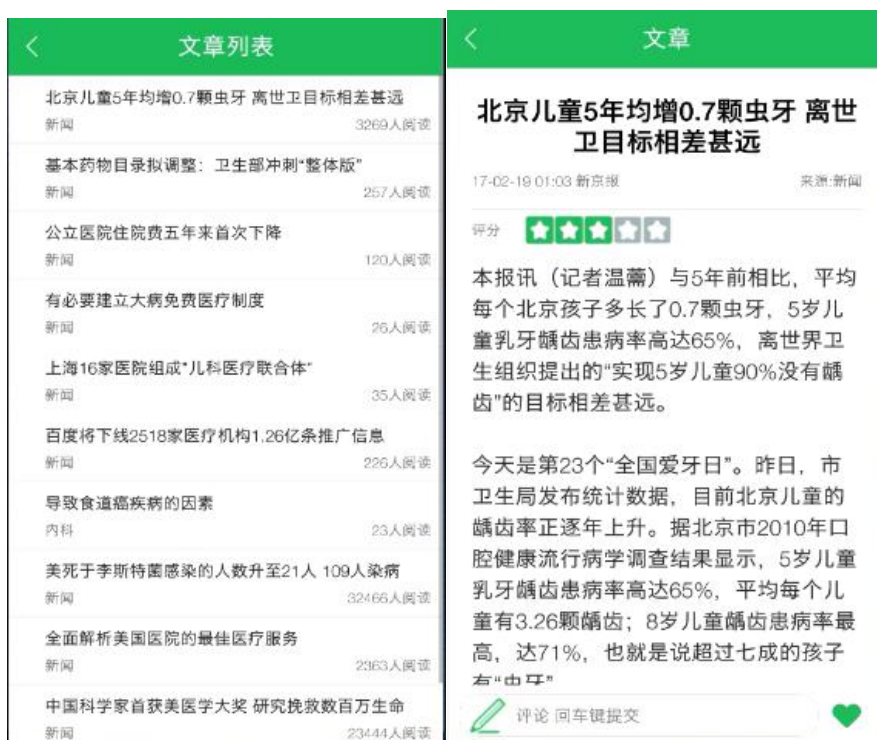 文章列表
北京儿童5年均增0.7颗虫牙 离世卫目标相差甚远
新闻 3269人阅读
基本药物目录拟调整：卫生部冲刺“整体版”
新闻 257人阅读
公立医院住院费五年来首次下降
新闻 120人阅读
有必要建立大病免费医疗制度
新闻 26人阅读
上海16家医院组成“儿科医疗联合体”
新闻 35人阅读
百度将下线2518家医疗机构1.26亿条推广信息
新闻 226人阅读
导致食道癌疾病的因素
内科 23人阅读
美死于李斯特菌感染的人数升至21人 109人染病
新闻 32466人阅读
全面解析美国医院的最佳医疗服务
新闻 2363人阅读
中国科学家首获美医学大奖 研究挽救数百万生命
新闻 23444人阅读
文章
北京儿童5年均增0.7颗虫牙 离世
卫目标相差甚远
17-02-19 01:03 新京报 来源:新闻
评分
本报讯（记者温薷）与5年前相比，平均
每个北京孩子多长了0.7颗虫牙，5岁儿
童乳牙龋齿患病率高达65%，离世界卫
生组织提出的“实现5岁儿童90%没有龋
齿”的目标相差甚远。
今天是第23个“全国爱牙日”。昨日，市
卫生局发布统计数据，目前北京儿童的
龋齿率正逐年上升。据北京市2010年口
腔健康流行病学调查结果显示，5岁儿童
乳牙龋齿患病率高达65%，平均每个儿
童有3.26颗龋齿；8岁儿童龋齿患病率最
高，达71%，也就是说超过七成的孩子
有“虫牙”
评论 回车键提交